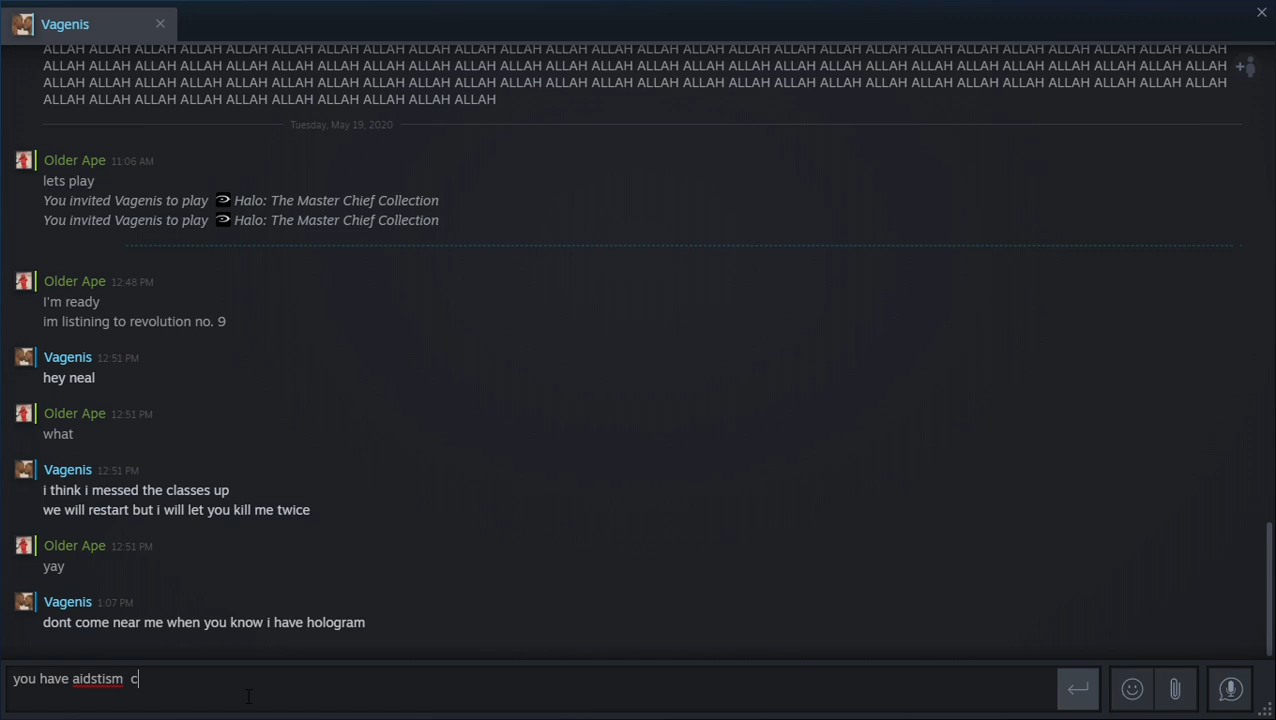 Vagenis
ALLAH ALLAH ALLAH ALLAH ALLAH ALLAH ALLAH ALLAH ALLAH ALLAH ALLAH ALLAH ALLAH ALLAH ALLAH ALLAH ALLAH ALLAH ALLAH ALLAH ALLAH ALLAH ALLAH ALLAH ALLAH ALLAH
ALLAH ALLAH ALLAH ALLAH ALLAH ALLAH ALLAH ALLAH ALLAH ALLAH ALLAH ALLAH ALLAH ALLAH ALLAH ALLAH ALLAH ALLAH ALLAH ALLAH ALLAH ALLAH ALLAH ALLAH ALLAH ALLAH
ALLAH ALLAH ALLAH ALLAH ALLAH ALLAH ALLAH ALLAH ALLAH ALLAH ALLAH ALLAH ALLAH ALLAH ALLAH ALLAH ALLAH ALLAH ALLAH ALLAH ALLAH ALLAH ALLAH ALLAH ALLAH ALLAH
ALLAH ALLAH ALLAH ALLAH ALLAH ALLAH ALLAH ALLAH ALLAH ALLAH
Tuesday, May 19, 2020
Older Ape 11:06 AM
lets play
You invited Vagenis to play Halo: The Master Chief Collection
You invited Vagenis to play Halo: The Master Chief Collection
Older Ape 12:48 PM
I'm ready
im listining to revolution no. 9
Vagenis 12:51 PM
hey neal
Older Ape 12:51 PM
what
Vagenis 12:51 PM
i think i messed the classes up
we will restart but i will let you kill me twice
Older Ape 12:51 PM
yay
Vagenis 1:07 PM
dont come near me when you know i have hologram
you have aidstism  c